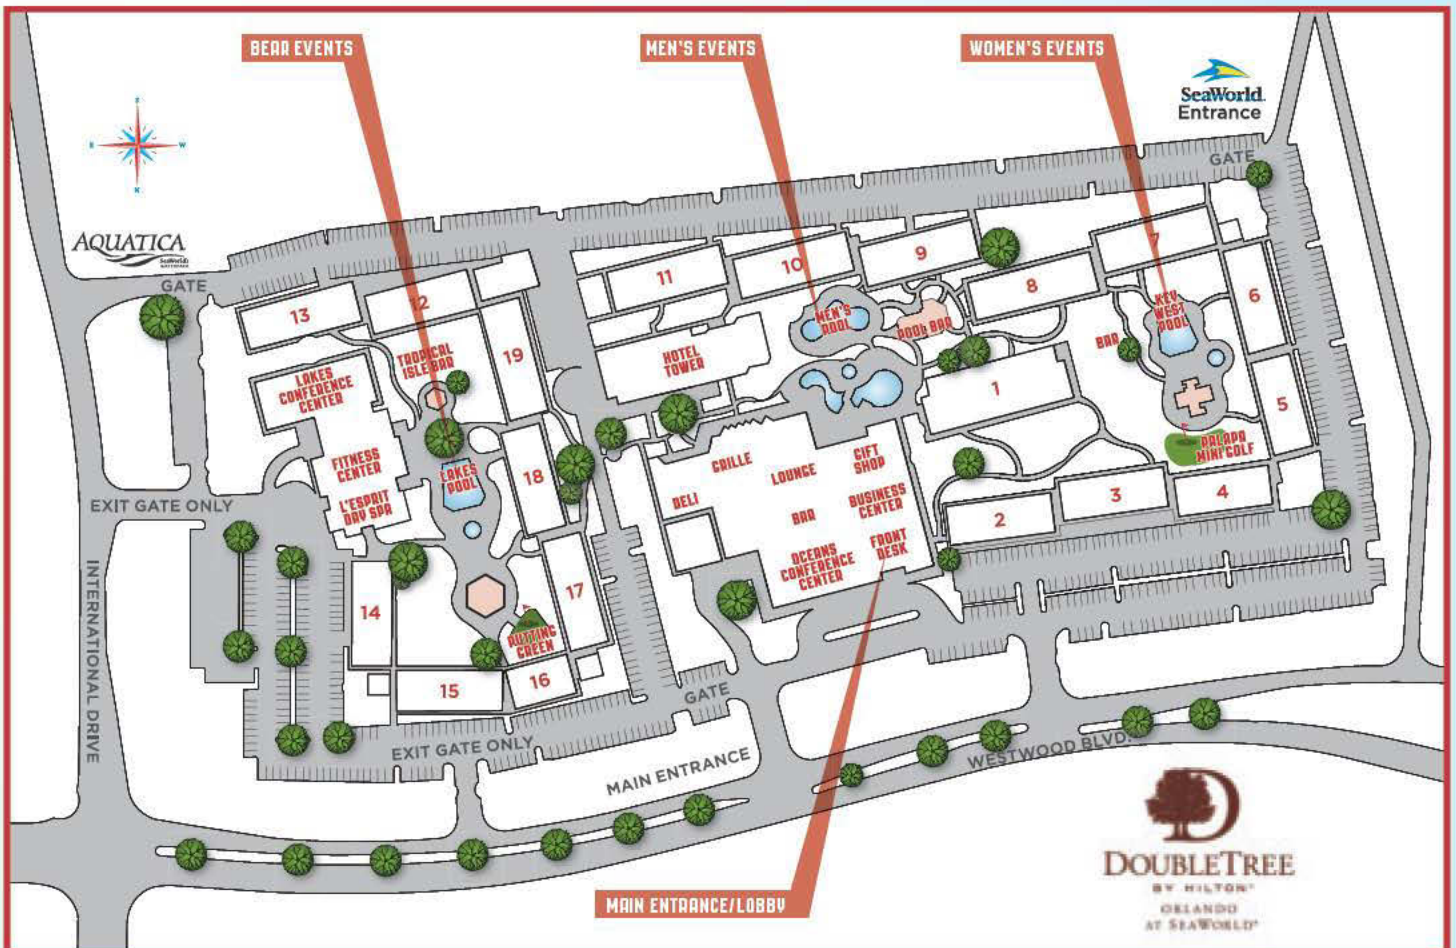 BEAR EVENTS
MEN'S EVENTS
WOMEN'S EVENTS
SeaWorld.
Entrance
GATE
S
E
W
N
AQUATICA
SeaWorld's
GATE
13
12
19
11
10
9
8
7
6
5
TROPICAL
ISLE BAR
LAKES
CONFERENCE
CENTER
HOTEL
TOWER
MEN'S
POOL
POOL BAR
KEY
WEST
POOL
BAR
1
FITNESS
CENTER
L'ESPRIT
DAY SPA
LAKES
POOL
18
GRILLE
LOUNGE
GIFT
SHOP
DELI
BAR
BUSINESS
CENTER
FRONT
DESK
OCEANS
CONFERENCE
CENTER
PALAPA
MINI GOLF
2
3
4
EXIT GATE ONLY
INTERNATIONAL DRIVE
14
17
PUTTING
GREEN
15
16
GATE
EXIT GATE ONLY
MAIN ENTRANCE
WESTWOOD BLVD.
MAIN ENTRANCE/LOBBY
D
DOUBLETREE
BY HILTON™
ORLANDO
AT SEAWORLD®